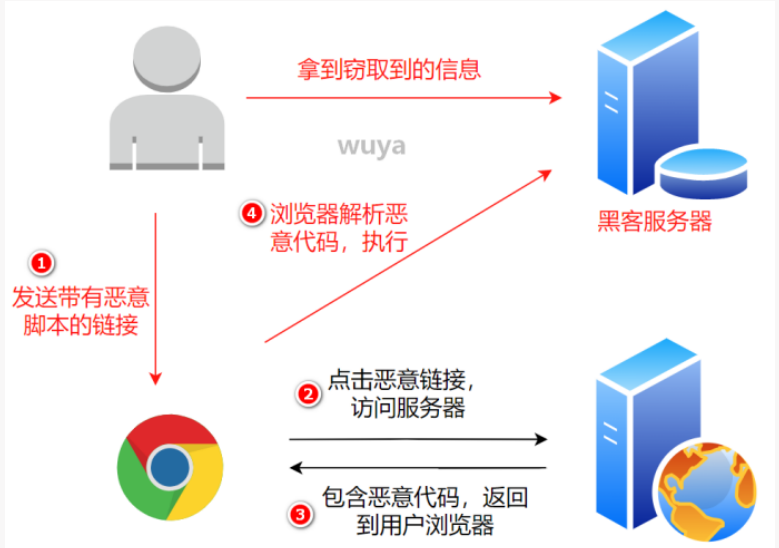 拿到窃取到的信息
wuya
4 浏览器解析恶
意代码，执行
黑客服务器
1
发送带有恶意
脚本的链接
2 点击恶意链接，
访问服务器
3 包含恶意代码，返回
到用户浏览器